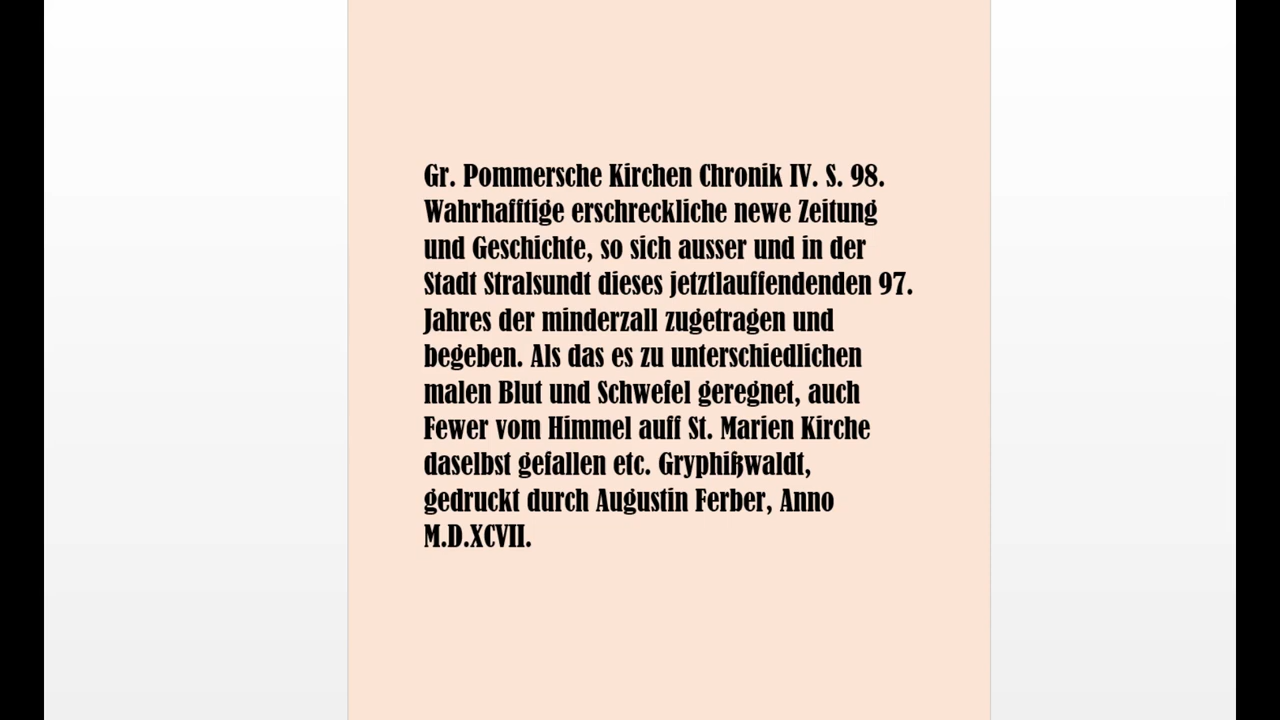 Gr. Pommersche Kirchen Chronik IV. S. 98.
Wahrhafftige erschreckliche newe Zeitung
und Geschichte, so sich ausser und in der
Stadt Stralsundt dieses jetztlauffendenden 97.
Jahres der minderzall zugetragen und
begeben. Als das es zu unterschiedlichen
malen Blut und Schwefel geregnet, auch
Fewer vom Himmel auff St. Marien Kirche
daselbst gefallen etc. Gryphißwaldt,
gedruckt durch Augustin Ferber, Anno
M.D.XCVII.